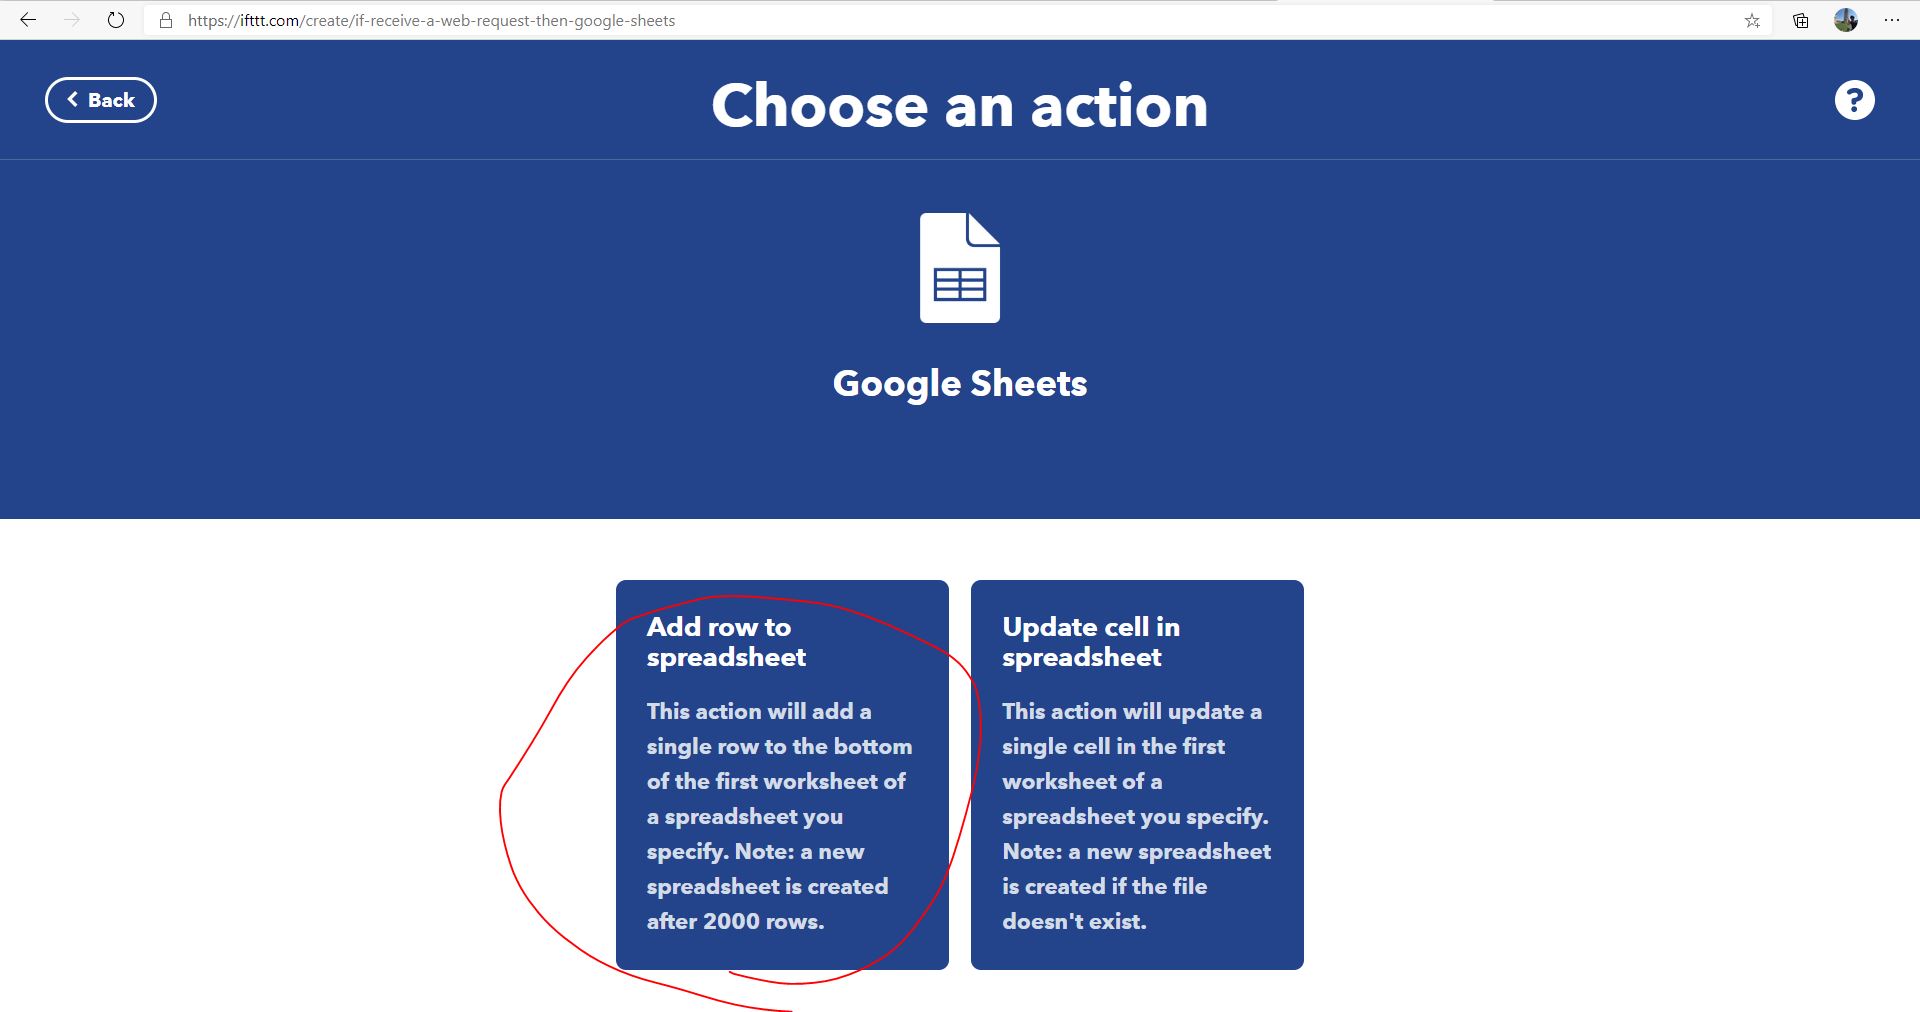 https://ifttt.com/create/if-receive-a-web-request-then-google-sheets
Back
Choose an action
?
Google Sheets
Add row to
spreadsheet
This action will add a
single row to the bottom
of the first worksheet of
a spreadsheet you
specify. Note: a new
spreadsheet is created
after 2000 rows.
Update cell in
spreadsheet
This action will update a
single cell in the first
worksheet of a
spreadsheet you specify.
Note: a new spreadsheet
is created if the file
doesn't exist.